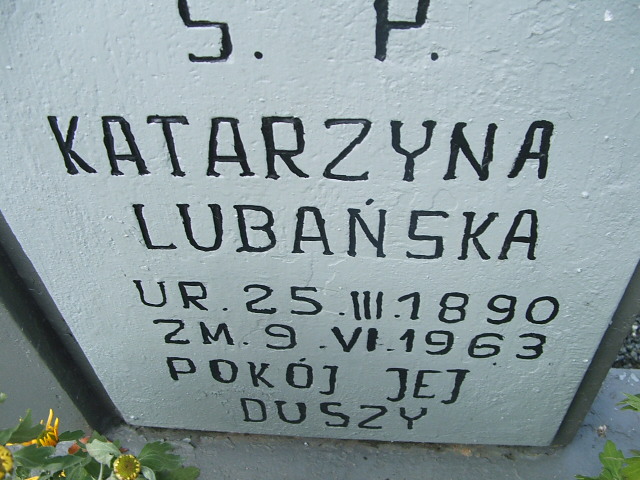 S. P.
KATARZYNA
LUBAŃSKA
UR. 25.III.1890
ZM. 9.VI.1963
POKÓJ JEJ
DUSZY